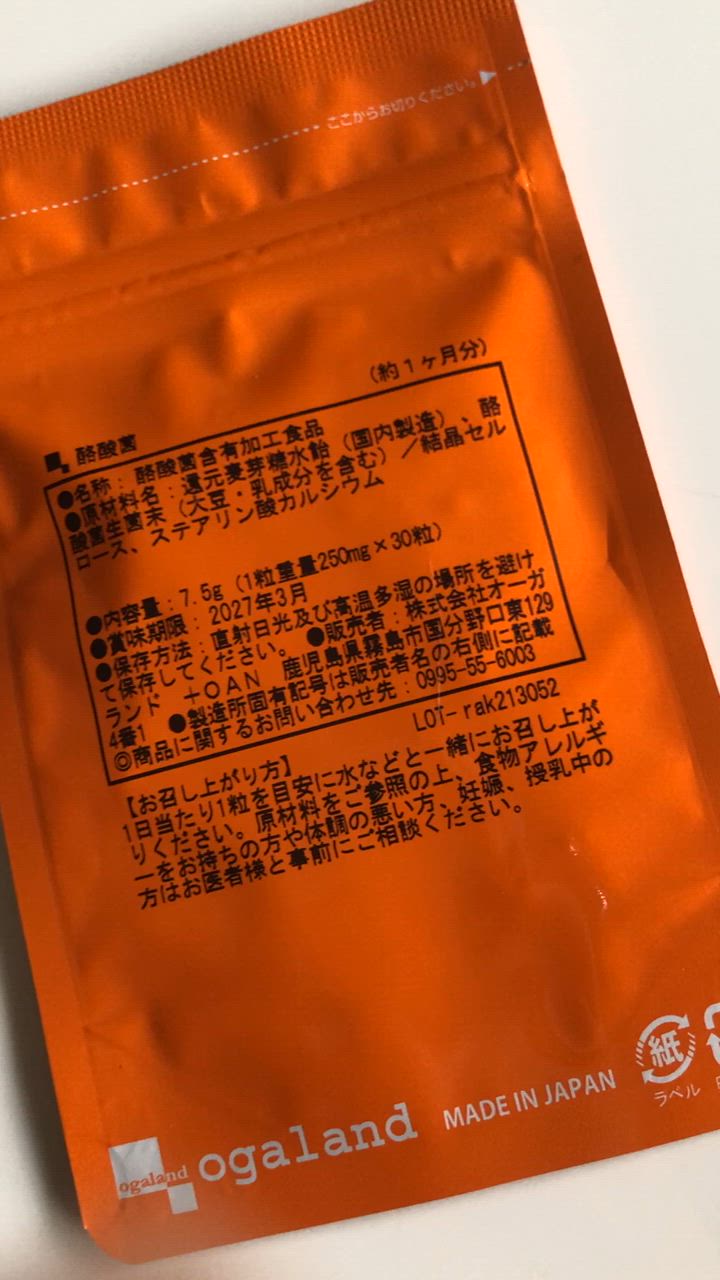 ここからお切りください。
(約1ヶ月分)
酪酸菌
●名称：酪酸菌含有加工食品
●原材料名：還元麦芽糖水飴（国内製造）、酪
酸菌生菌末（大豆・乳成分を含む）／結晶セル
ロース、ステアリン酸カルシウム
●内容量：7.5g（1粒重量250mg×30粒）
●賞味期限：2027年3月
●保存方法：直射日光及び高温多湿の場所を避け
て保存してください。 ●販売者：株式会社オーガ
ランド ＋OAN 鹿児島県霧島市国分野口東129
4番1 ●製造所固有記号は販売者名の右側に記載
◎商品に関するお問い合わせ先：0995-55-6003
LOT- rak213052
【お召し上がり方】
1日当たり1粒を目安に水などと一緒にお召し上が
りください。原材料をご参照の上、食物アレルギ
ーをお持ちの方や体調の悪い方、妊娠、授乳中の
方はお医者様と事前にご相談ください。
紙
ラベル
MADE IN JAPAN
ogaland
ogaland